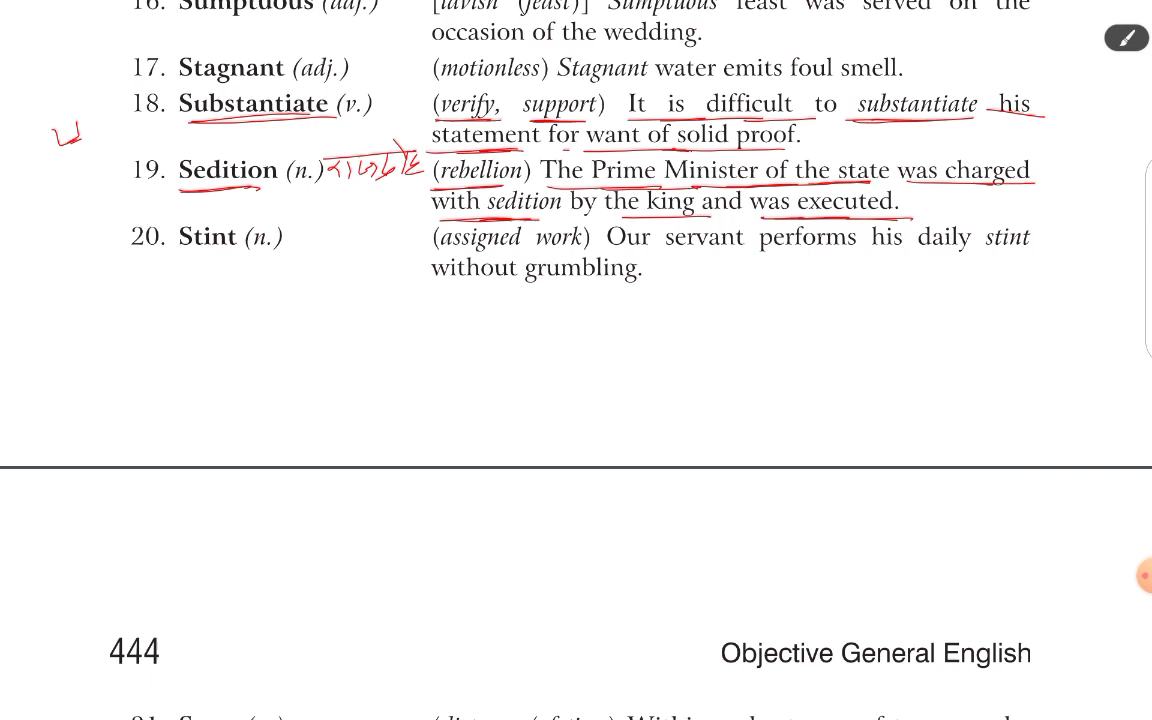 16. Sumptuous (adj.) [lavish (feast)] Sumptuous feast was served on the
occasion of the wedding.
17. Stagnant (adj.) (motionless) Stagnant water emits foul smell.
18. Substantiate (v.) (verify, support) It is difficult to substantiate his
statement for want of solid proof.
19. Sedition (n.) (rebellion) The Prime Minister of the state was charged
with sedition by the king and was executed.
20. Stint (n.) (assigned work) Our servant performs his daily stint
without grumbling.
444 Objective General English